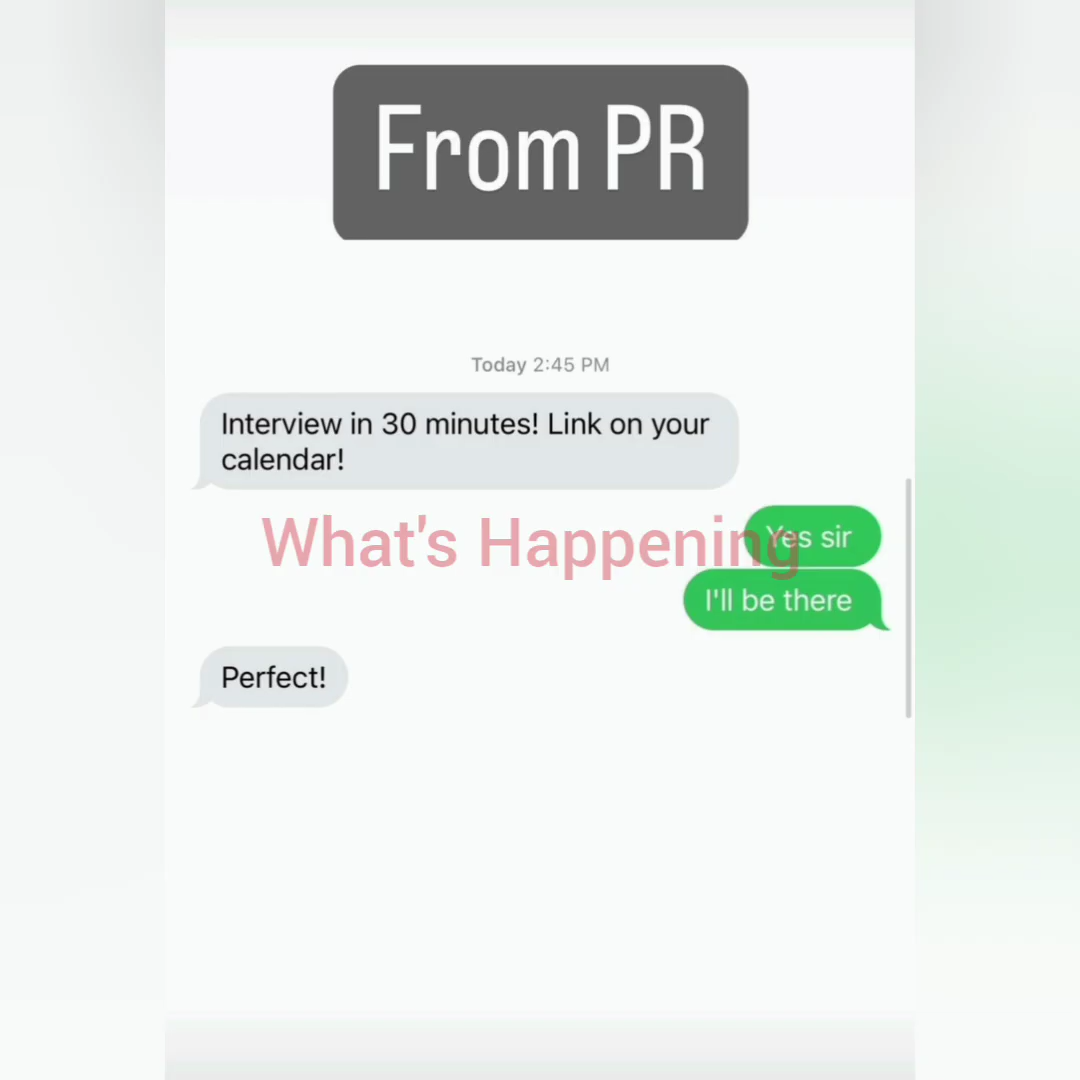 From PR
Today 2:45 PM
Interview in 30 minutes! Link on your
calendar!
What's Happening
Yes sir
I'll be there
Perfect!